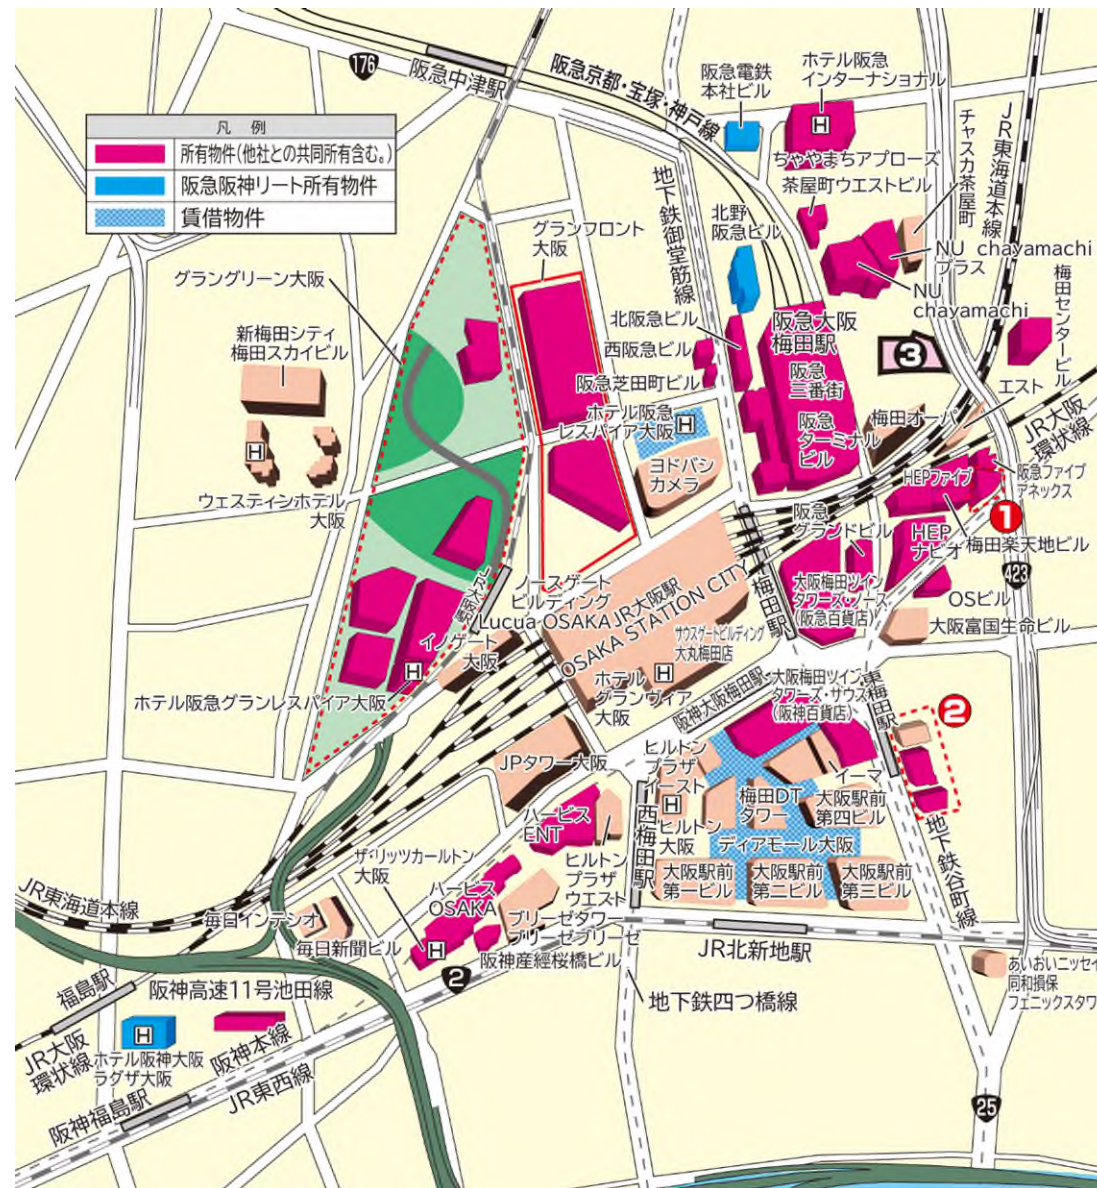 176
阪急中津駅
阪急京都・宝塚・神戸線
阪急電鉄
本社ビル
ホテル阪急
インターナショナル
H
ちゃやまちアプローズ
茶屋町ウエストビル
チャスカ茶屋町
JR東海道本線
凡 例
所有物件(他社との共同所有含む。)
阪急阪神リート所有物件
賃借物件
地下鉄御堂筋線
北野
阪急ビル
グランフロント
大阪
グラングリーン大阪
NU chayamachi
プラス
NU
chayamachi
梅田センタービル
新梅田シティ
梅田スカイビル
北阪急ビル
西阪急ビル
阪急芝田町ビル
阪急大阪
梅田駅
阪急
三番街
3
エスト
ホテル阪急
レスパイア大阪
H
阪急
ターミナル
ビル
梅田オーパ
JR大阪
環状線
H
ウェスティンホテル
大阪
ヨドバシ
カメラ
HEPファイブ
阪急ファイブ
アネックス
1
阪急
グランドビル
HEP
ナビオ
梅田楽天地ビル
423
大阪駅
ノースゲート
ビルディング
Lucua OSAKA
JR大阪駅
OSAKA STATION CITY
梅田駅
大阪梅田ツイン
タワーズ・ノース
(阪急百貨店)
OSビル
大阪富国生命ビル
イノゲート
大阪
サウスゲートビルディング
大丸梅田店
H
ホテル
グランヴィア
大阪
H
ホテル阪急グランレスパイア大阪
阪神大阪梅田駅
大阪梅田ツイン
タワーズ・サウス
(阪神百貨店)
東梅田駅
2
JPタワー大阪
ヒルトン
プラザ
イースト
H
ヒルトン
大阪
イーマ
梅田DT
タワー
大阪駅前
第四ビル
ハービス
ENT
西梅田駅
ディアモール大阪
地下鉄谷町線
ザ・リッツカールトン
大阪
ヒルトン
プラザ
ウエスト
大阪駅前
第一ビル
大阪駅前
第二ビル
大阪駅前
第三ビル
ハービス
OSAKA
JR東海道本線
毎日インテシオ
ブリーゼタワー
ブリーゼブリーゼ
毎日新聞ビル
H
阪神産經桜橋ビル
JR北新地駅
2
あいおいニッセイ
同和損保
フェニックスタワ
福島駅
阪神高速11号池田線
地下鉄四つ橋線
JR大阪
環状線
H
ホテル阪神大阪
ラグザ大阪
阪神本線
JR東西線
阪神福島駅
25